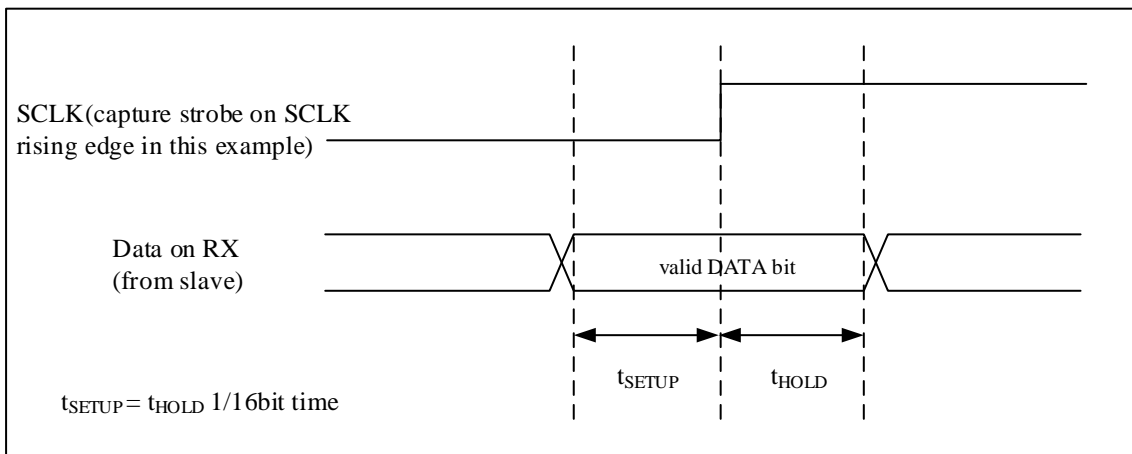 SCLK(capture strobe on SCLK
rising edge in this example)
Data on RX
(from slave)
valid DATA bit
tSETUP
tHOLD
tSETUP= tHOLD 1/16bit time